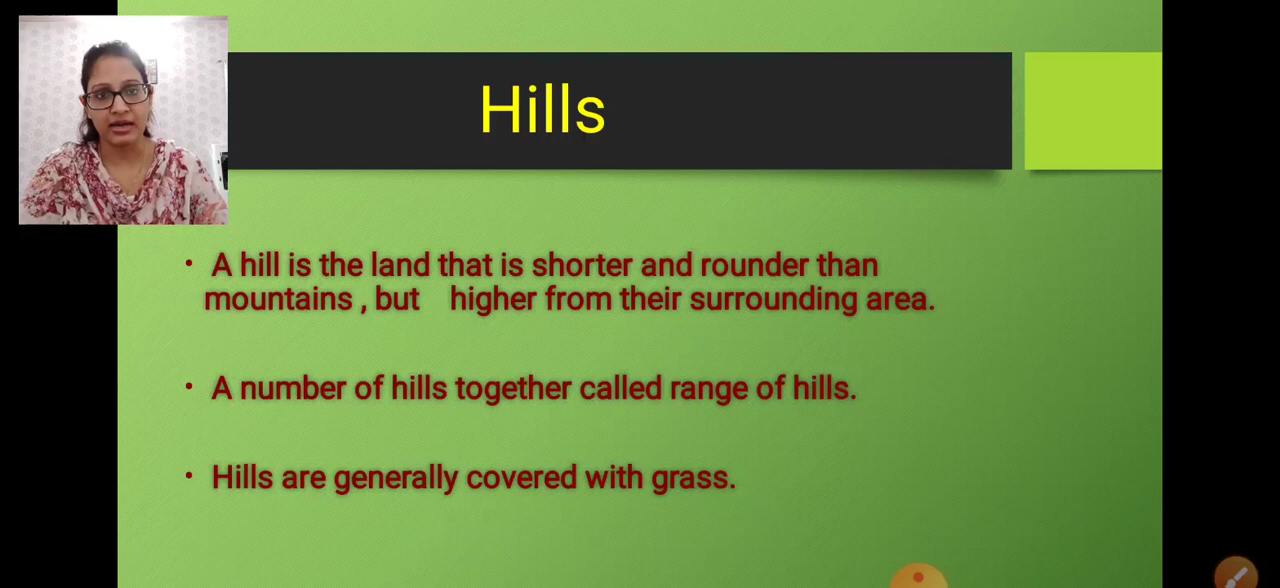 Hills
• A hill is the land that is shorter and rounder than
mountains , but higher from their surrounding area.
• A number of hills together called range of hills.
• Hills are generally covered with grass.